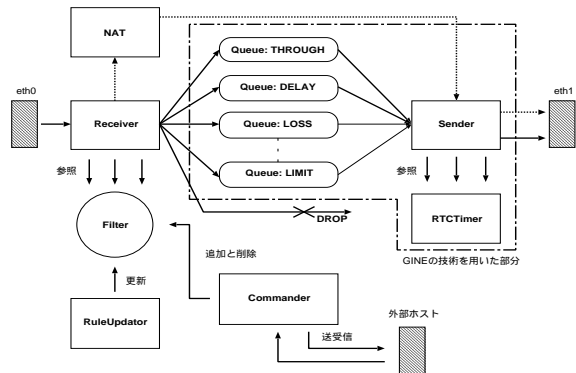 NAT
eth0
Receiver
Queue: THROUGH
Queue: DELAY
Queue: LOSS
Queue: LIMIT
Sender
eth1
参照
参照
DROP
RTCTimer
GINEの技術を用いた部分
Filter
追加と削除
更新
RuleUpdator
Commander
外部ホスト
送受信